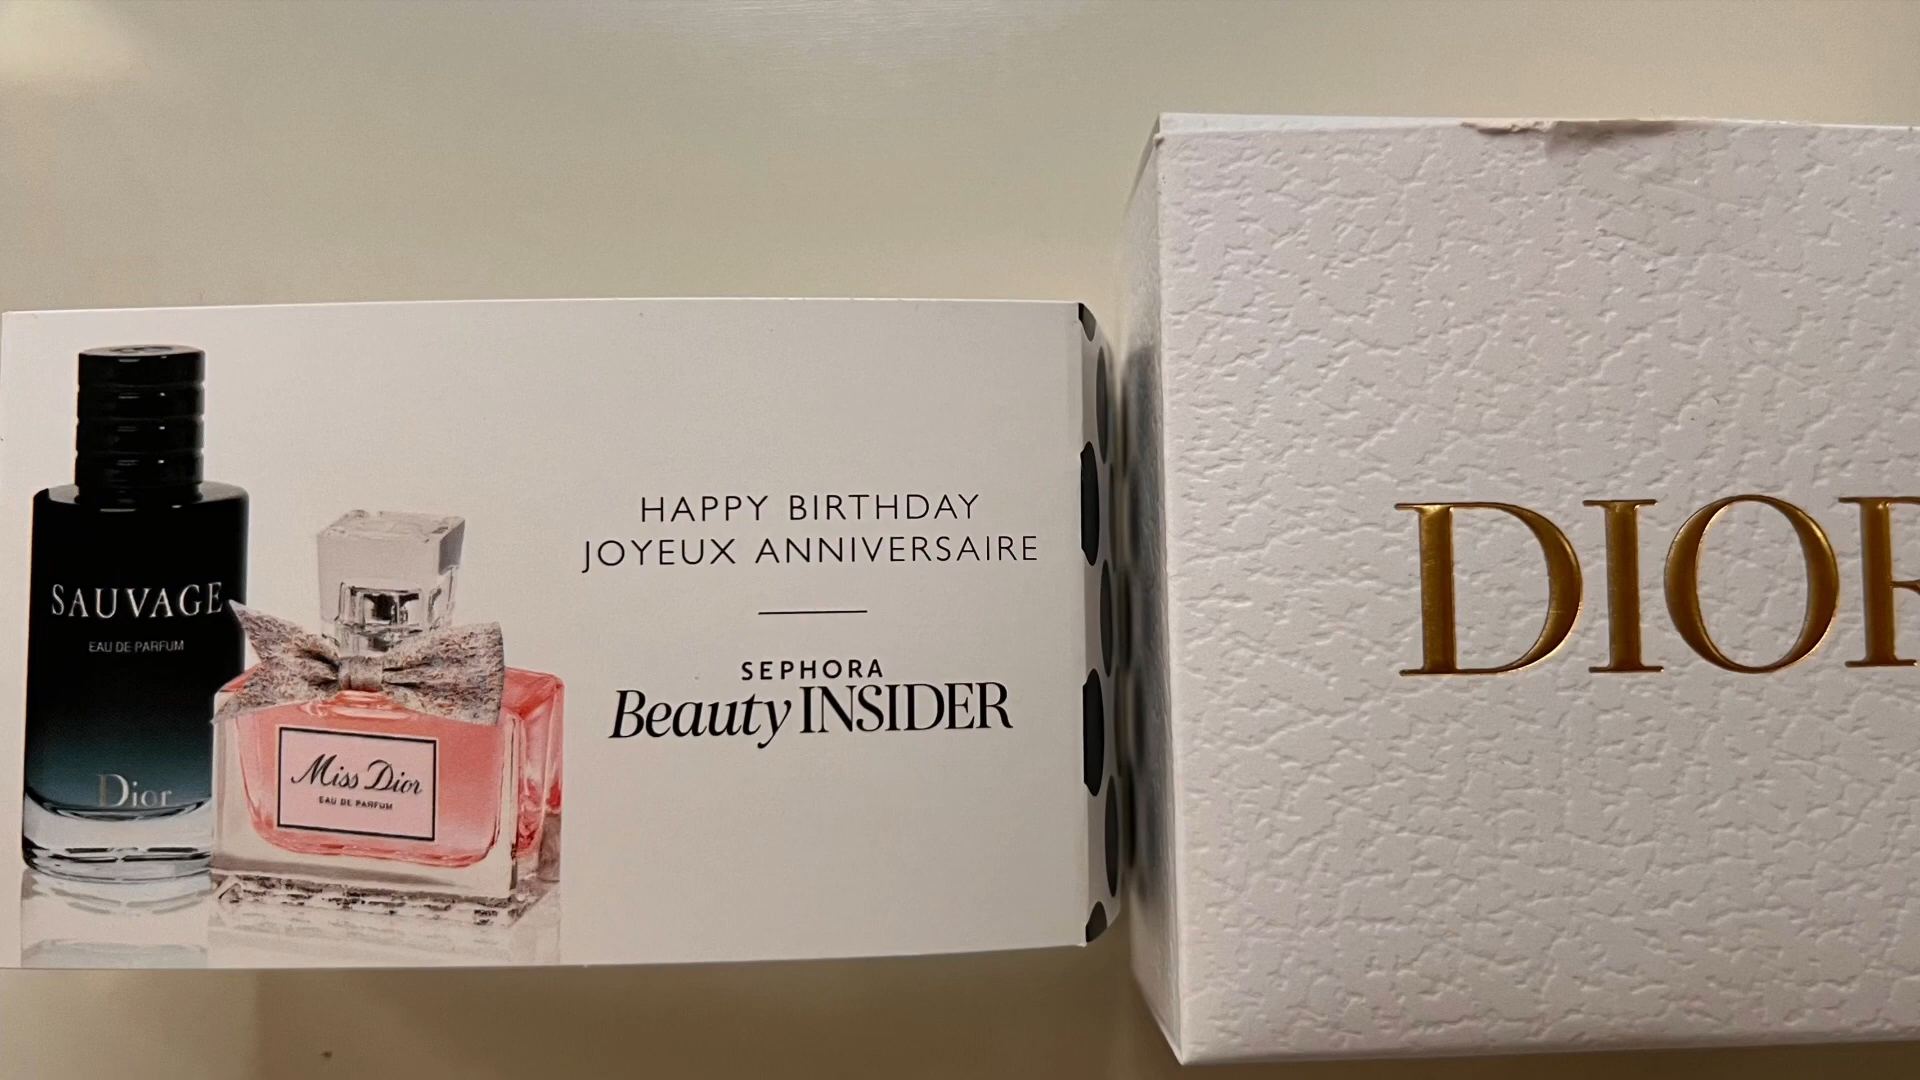 SAUVAGE
EAU DE PARFUM
Dior
Miss Dior
EAU DE PARFUM
HAPPY BIRTHDAY
JOYEUX ANNIVERSAIRE
SEPHORA
Beauty INSIDER
DIOR